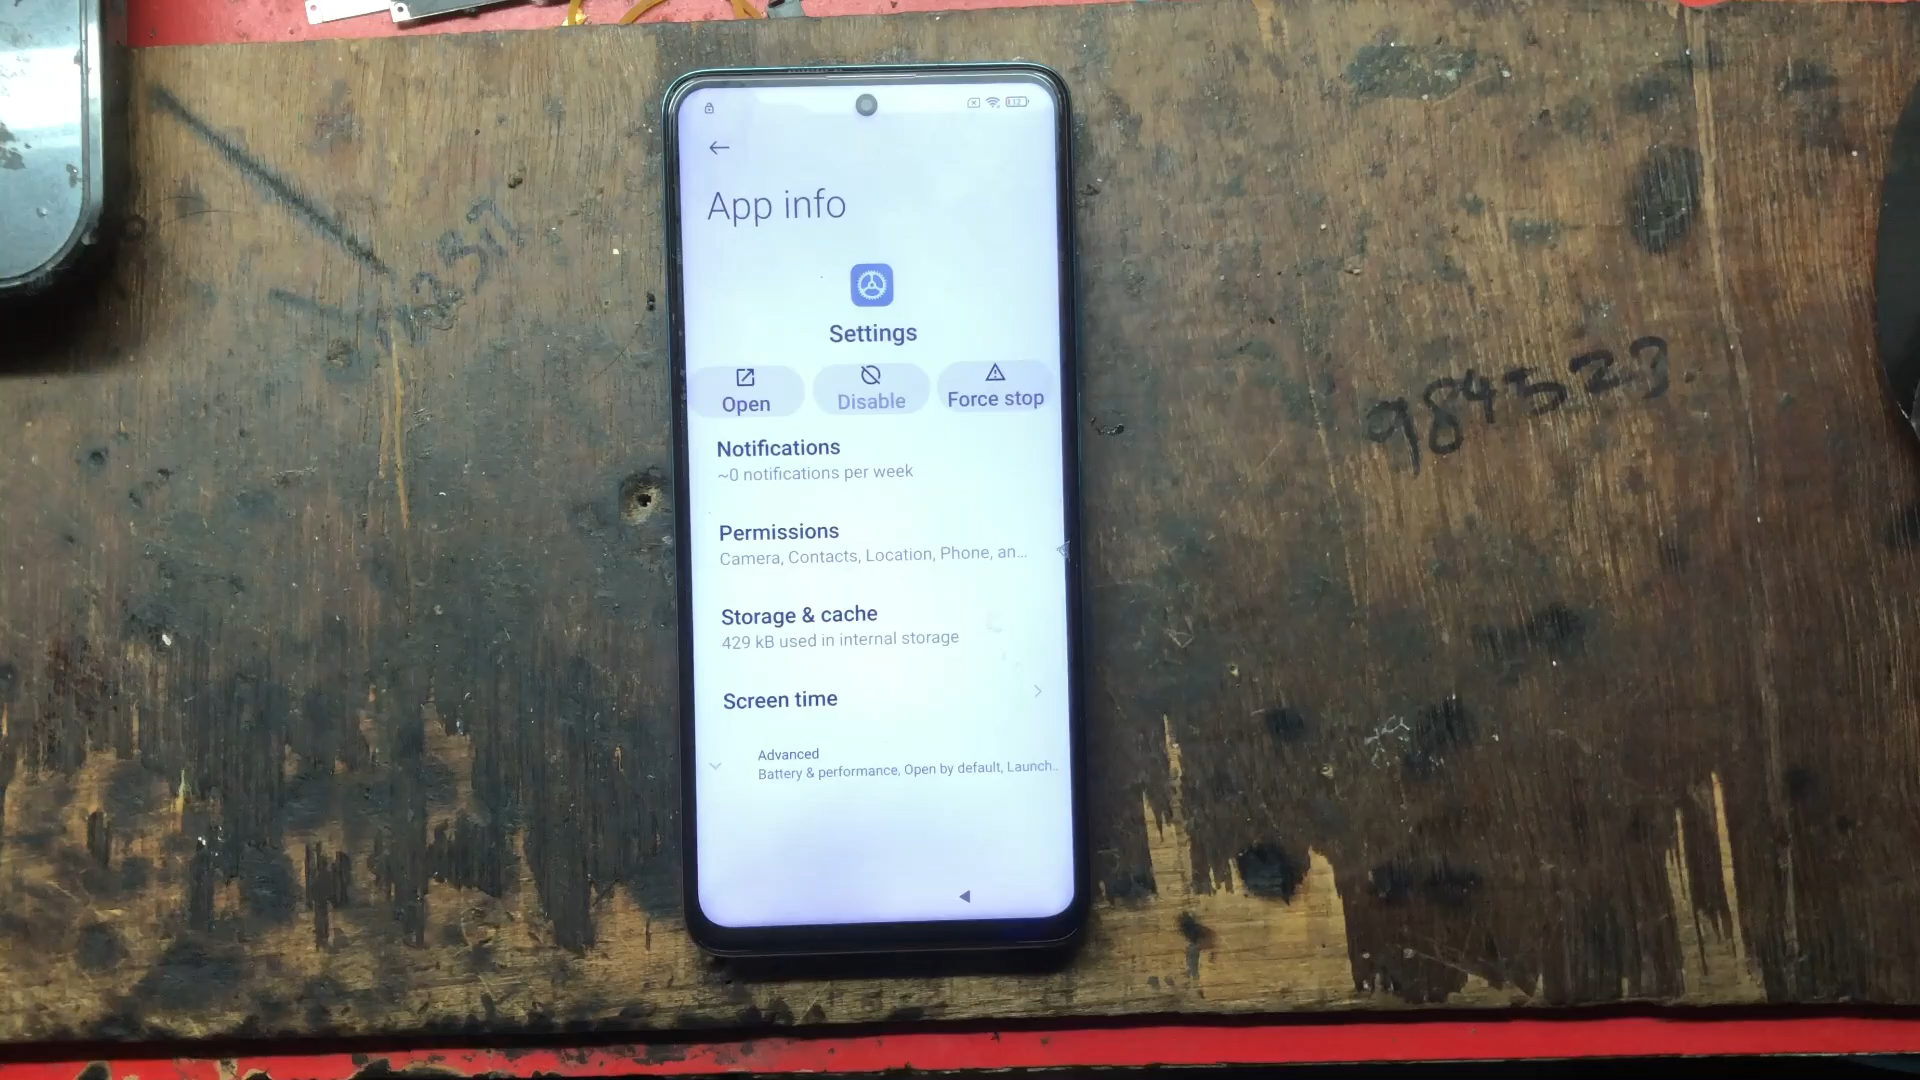 12
App info
Settings
Open
Disable
Force stop
Notifications
~0 notifications per week
Permissions
Camera, Contacts, Location, Phone, an...
Storage & cache
429 kB used in internal storage
Screen time
Advanced
Battery & performance, Open by default, Launch..
984523.